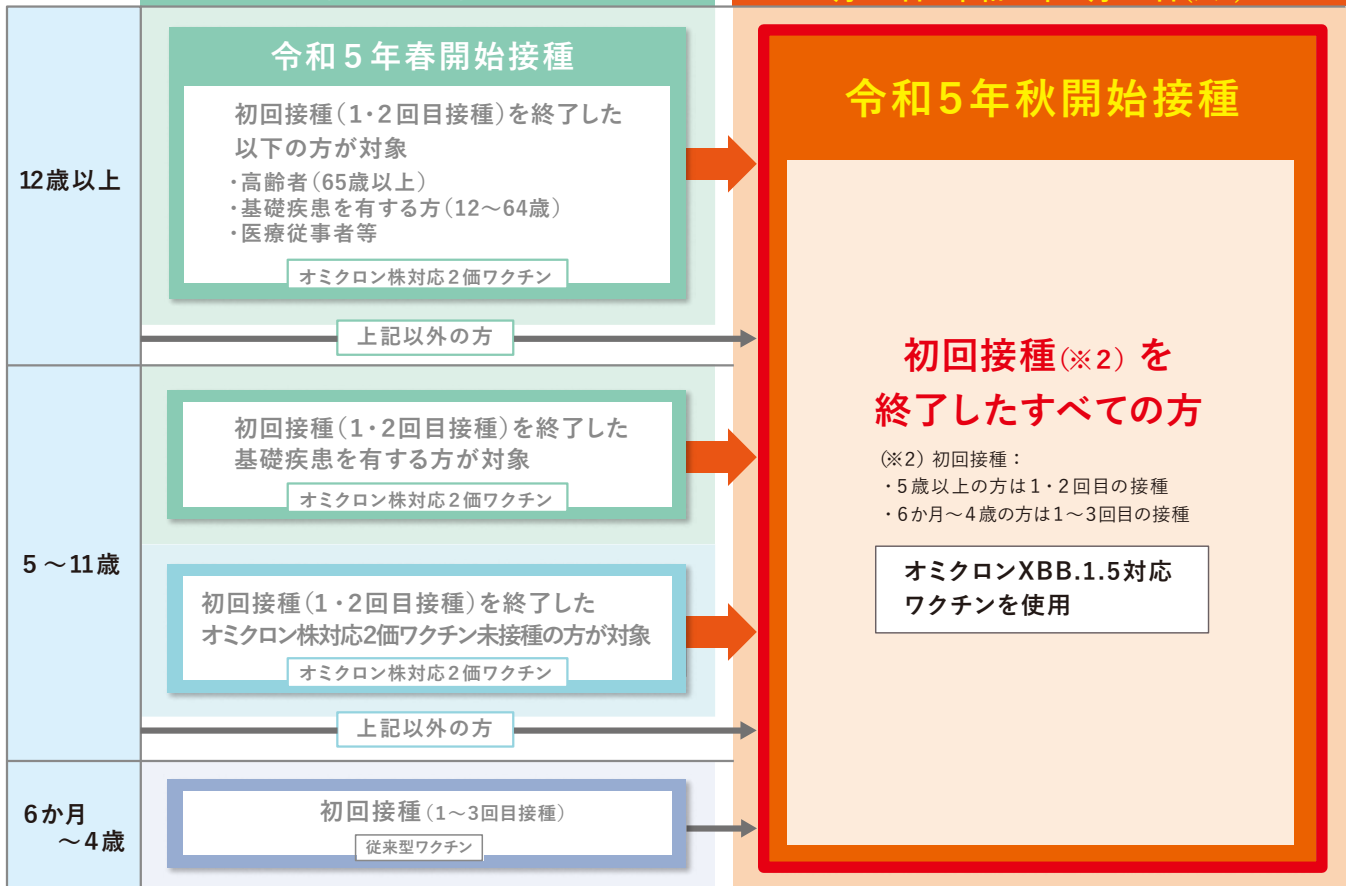 12歳以上
令和5年春開始接種
初回接種(1・2回目接種)を終了した
以下の方が対象
・高齢者(65歳以上)
・基礎疾患を有する方(12～64歳)
・医療従事者等
オミクロン株対応2価ワクチン
上記以外の方
5～11歳
初回接種(1・2回目接種)を終了した
基礎疾患を有する方が対象
オミクロン株対応2価ワクチン
初回接種(1・2回目接種)を終了した
オミクロン株対応2価ワクチン未接種の方が対象
オミクロン株対応2価ワクチン
上記以外の方
6か月
～4歳
初回接種(1～3回目接種)
従来型ワクチン
令和5年秋開始接種
初回接種(※2)を
終了したすべての方
(※2)初回接種:
・5歳以上の方は1・2回目の接種
・6か月～4歳の方は1～3回目の接種
オミクロンXBB.1.5対応
ワクチンを使用